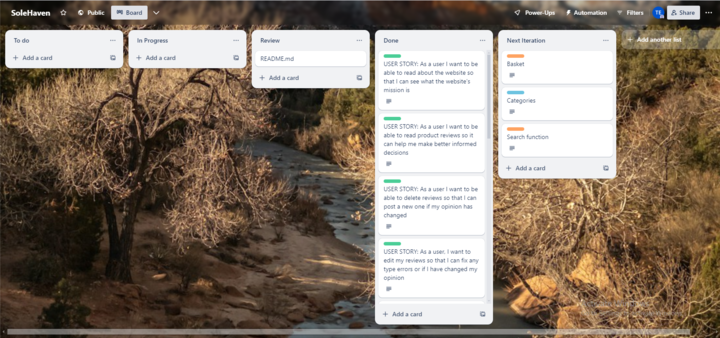 SoleHaven
Public
Board
Power-Ups
Automation
Filters
Share
To do
Add a card
In Progress
Add a card
Review
README.md
Add a card
Done
USER STORY: As a user I want to be
able to read about the website so
that I can see what the website's
mission is
USER STORY: As a user I want to be
able to read product reviews so it
can help me make better informed
decisions
USER STORY: As a user I want to be
able to delete reviews so that I can
post a new one if my opinion has
changed
USER STORY: As a user, I want to
edit my reviews so that I can fix any
type errors or if I have changed my
opinion
Add a card
Next Iteration
Basket
Categories
Search function
Add a card
Add another list